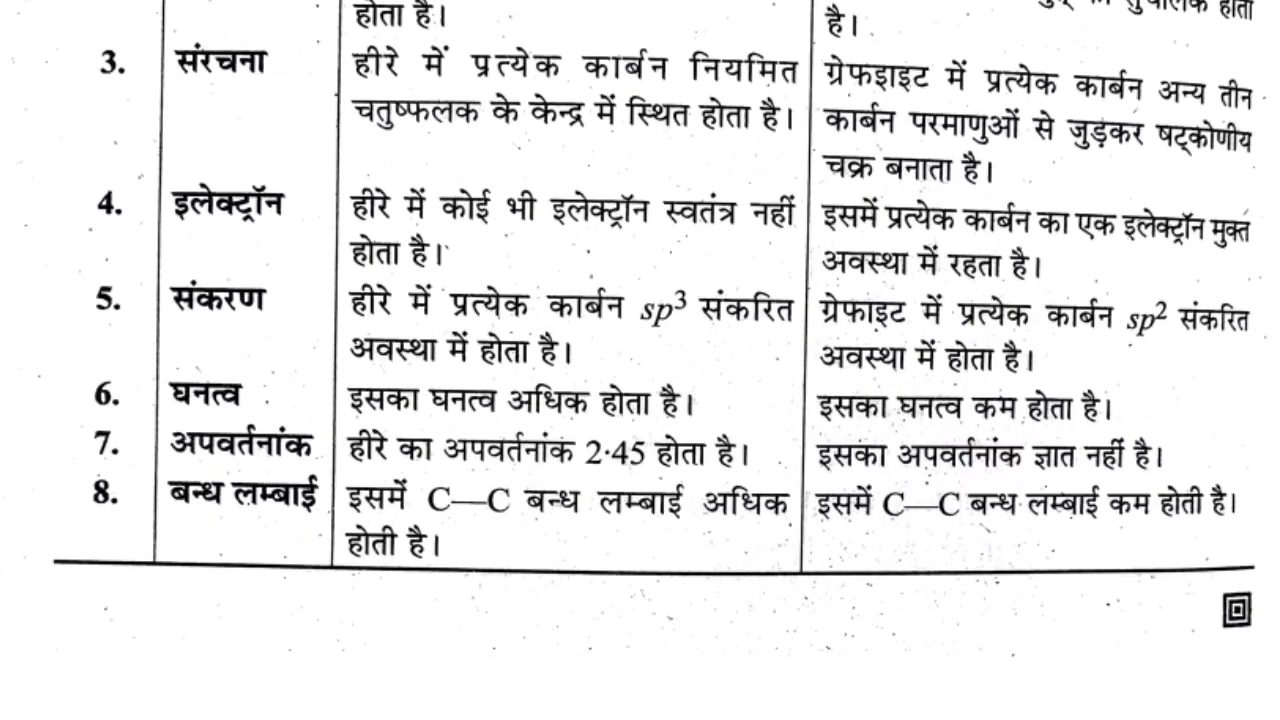 होता है। है।
3. संरचना हीरे में प्रत्येक कार्बन नियमित ग्रेफइाइट में प्रत्येक कार्बन अन्य तीन
चतुष्फलक के केन्द्र में स्थित होता है। कार्बन परमाणुओं से जुड़कर षट्कोणीय
चक्र बनाता है।
4. इलेक्ट्रॉन हीरे में कोई भी इलेक्ट्रॉन स्वतंत्र नहीं इसमें प्रत्येक कार्बन का एक इलेक्ट्रॉन मुक्त
होता है। अवस्था में रहता है।
5. संकरण हीरे में प्रत्येक कार्बन sp³ संकरित ग्रेफाइट में प्रत्येक कार्बन sp² संकरित
अवस्था में होता है। अवस्था में होता है।
6. घनत्व इसका घनत्व अधिक होता है। इसका घनत्व कम होता है।
7. अपवर्तनांक हीरे का अपवर्तनांक 2·45 होता है। इसका अपवर्तनांक ज्ञात नहीं है।
8. बन्ध लम्बाई इसमें C—C बन्ध लम्बाई अधिक इसमें C—C बन्ध लम्बाई कम होती है।
होती है।